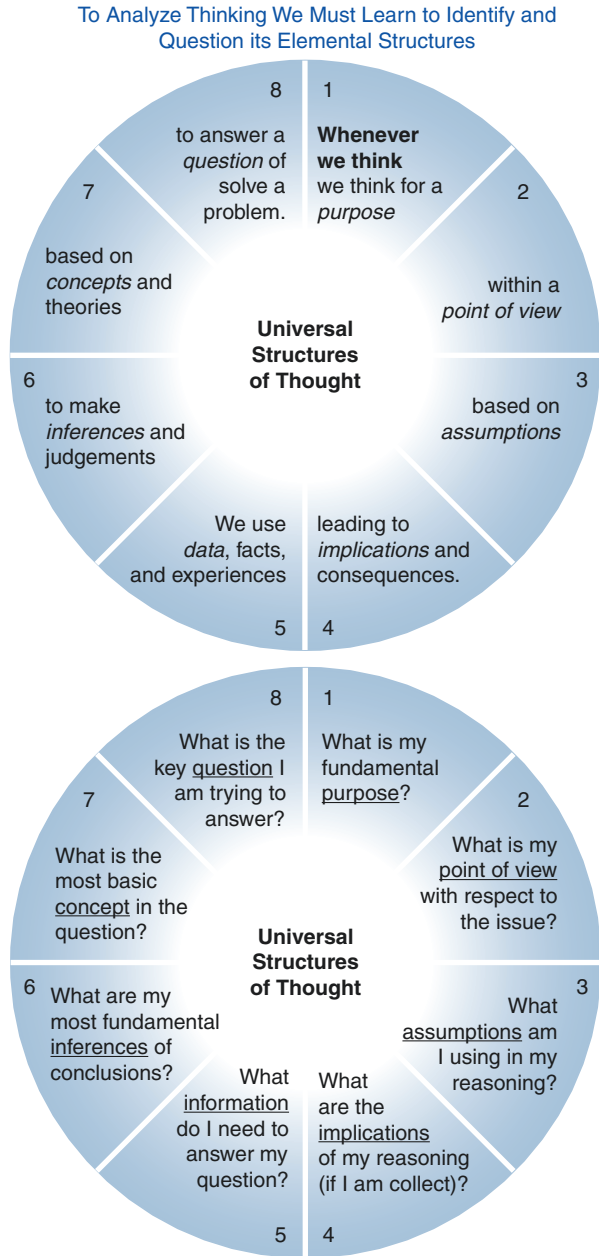 To Analyze Thinking We Must Learn to Identify and
Question its Elemental Structures
1
Whenever
we think
we think for a
purpose
2
within a
point of view
3
based on
assumptions
leading to
implications and
consequences.
4
We use
data, facts,
and experiences
5
6
to make
inferences and
judgements
7
based on
concepts and
theories
8
to answer a
question of
solve a
problem.
Universal
Structures
of Thought
1
What is my
fundamental
purpose?
2
What is my
point of view
with respect to
the issue?
3
What
assumptions am
I using in my
reasoning?
What
are the
implications
of my reasoning
(if I am collect)?
4
What
information
do I need to
answer my
question?
5
6
What are my
most fundamental
inferences of
conclusions?
7
What is the
most basic
concept in the
question?
8
What is the
key question I
am trying to
answer?
Universal
Structures
of Thought